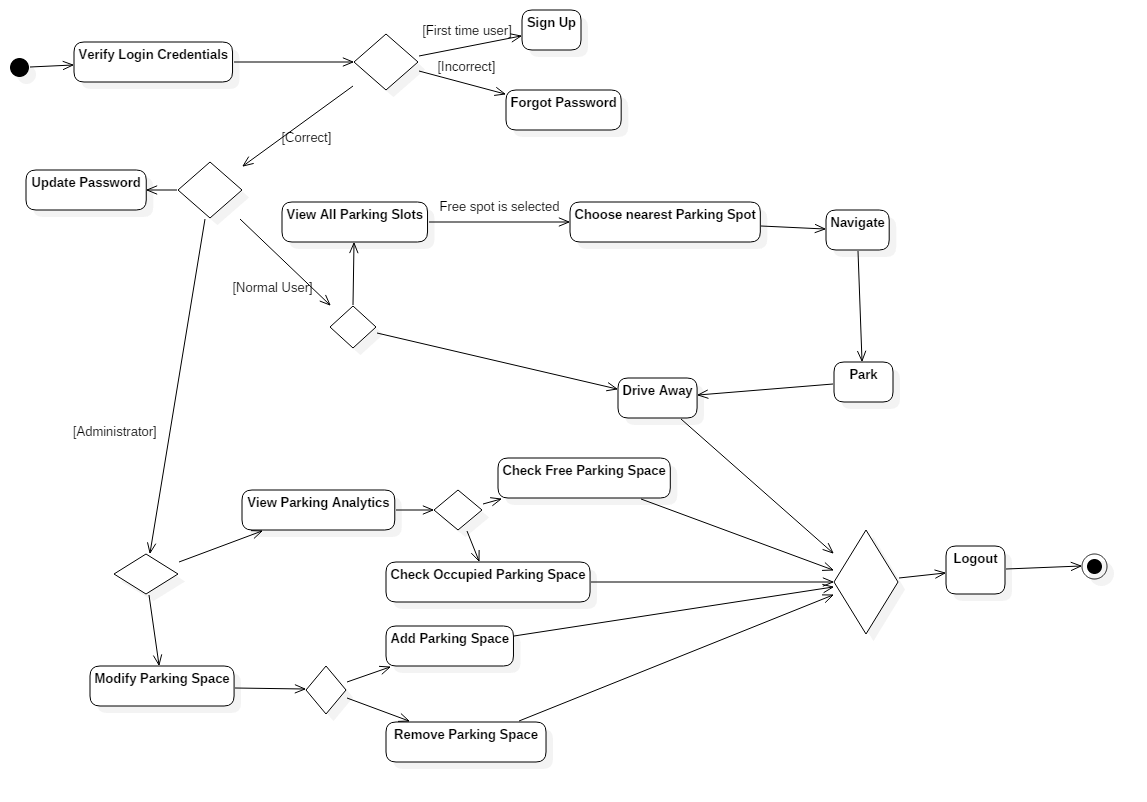 Sign Up
[First time user]
Verify Login Credentials
[Incorrect]
Forgot Password
[Correct]
Update Password
View All Parking Slots
Free spot is selected
Choose nearest Parking Spot
Navigate
[Normal User]
Park
Drive Away
[Administrator]
Check Free Parking Space
View Parking Analytics
Check Occupied Parking Space
Logout
Add Parking Space
Modify Parking Space
Remove Parking Space